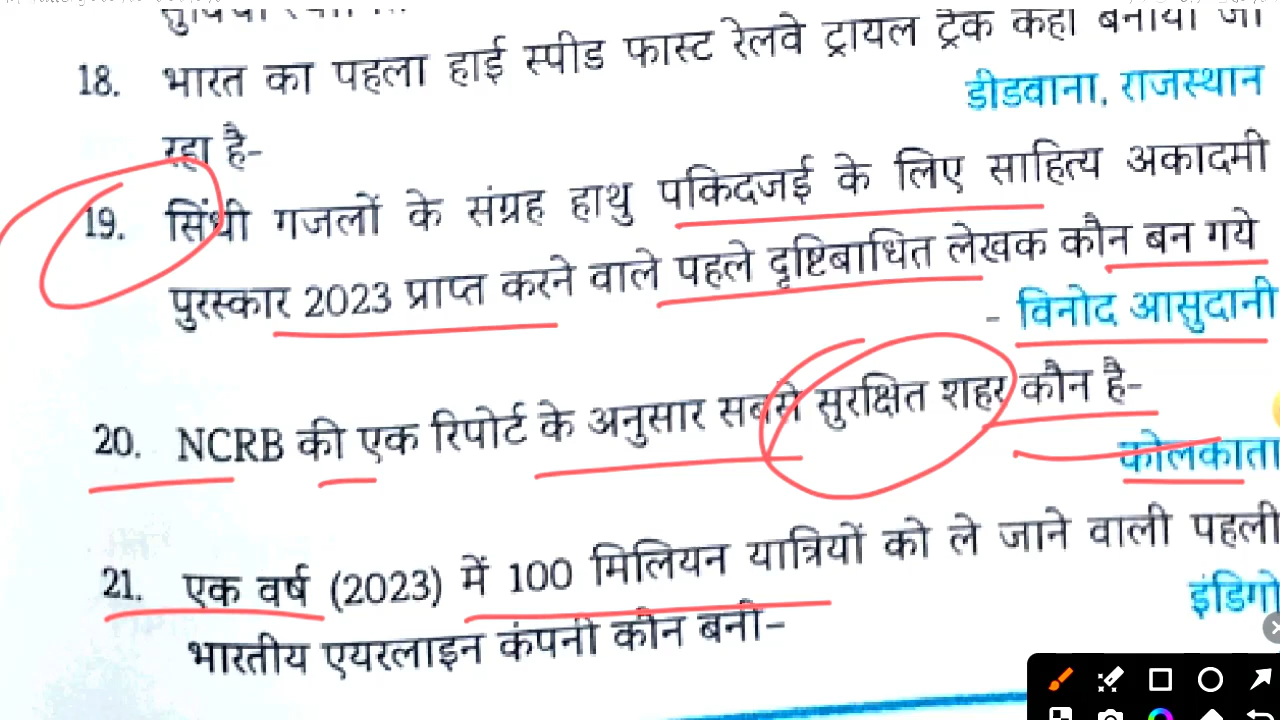 18. भारत का पहला हाई स्पीड फास्ट रेलवे ट्रायल ट्रैक कहाँ बनाया जा
रहा है-
डीडवाना, राजस्थान
19. सिंधी गजलों के संग्रह हाथु पकिदजई के लिए साहित्य अकादमी
पुरस्कार 2023 प्राप्त करने वाले पहले दृष्टिबाधित लेखक कौन बन गये
- विनोद आसुदानी
20. NCRB की एक रिपोर्ट के अनुसार सबसे सुरक्षित शहर कौन है-
कोलकाता
21. एक वर्ष (2023) में 100 मिलियन यात्रियों को ले जाने वाली पहली
भारतीय एयरलाइन कंपनी कौन बनी-
इंडिगो